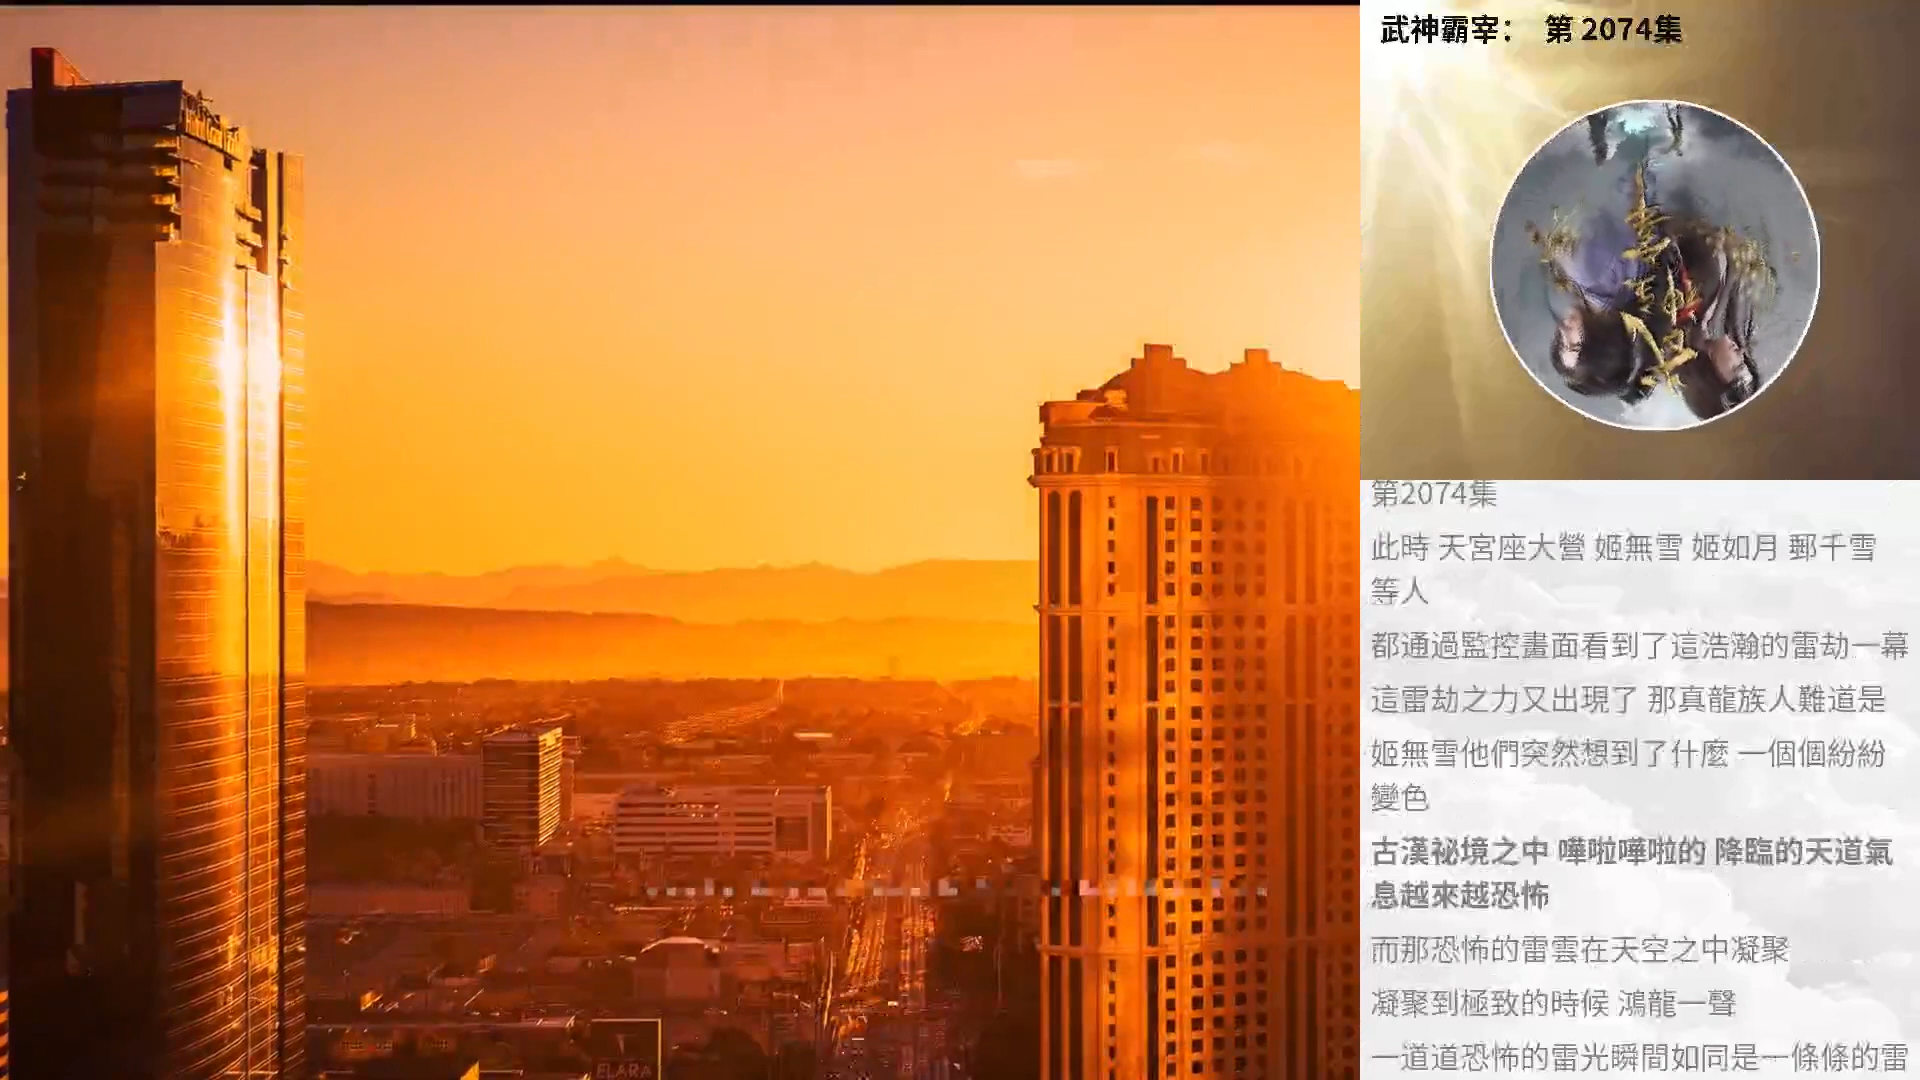 武神霸宰： 第 2074集
第2074集
此時 天宮座大營 姬無雪 姬如月 郵千雪
等人
都通過監控畫面看到了這浩瀚的雷劫一幕
這雷劫之力又出現了 那真龍族人難道是
姬無雪他們突然想到了什麼 一個個紛紛
變色
古漢祕境之中 嘩啦嘩啦的 降臨的天道氣
息越來越恐怖
而那恐怖的雷雲在天空之中凝聚
凝聚到極致的時候 鴻龍一聲
一道道恐怖的雷光瞬間如同是一條條的雷
ELARA